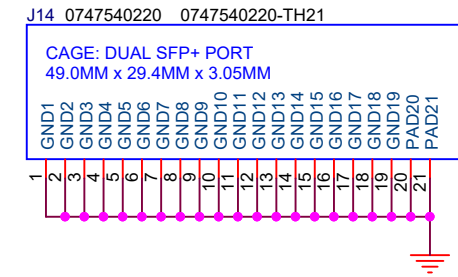 J14 0747540220 0747540220-TH21
CAGE: DUAL SFP+ PORT
49.0MM x 29.4MM x 3.05MM
GND1
GND2
GND3
GND4
GND5
GND6
GND7
GND8
GND9
GND10
GND11
GND12
GND13
GND14
GND15
GND16
GND17
GND18
GND19
PAD20
PAD21
1
2
3
4
5
6
7
8
9
10
11
12
13
14
15
16
17
18
19
20
21